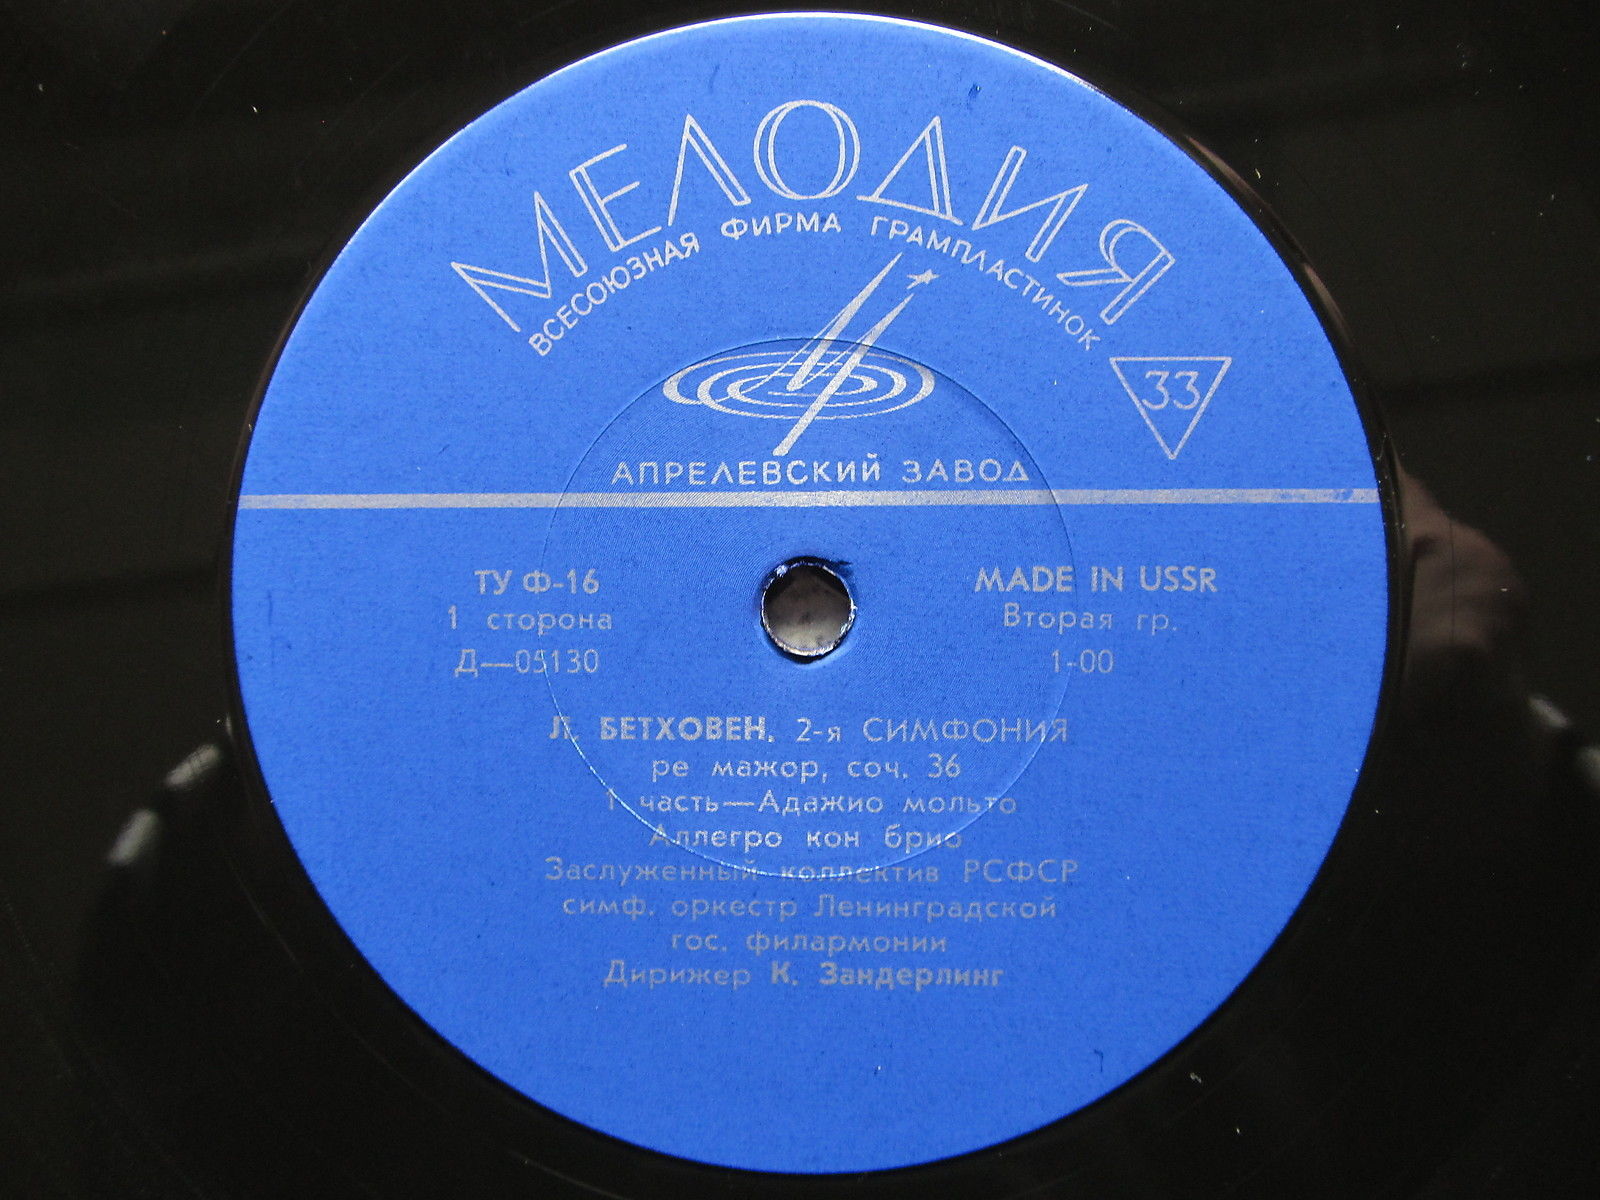 МЕЛОДИЯ
ВСЕСОЮЗНАЯ ФИРМА ГРАМПЛАСТИНОК
33
АПРЕЛЕВСКИЙ ЗАВОД
ТУ Ф-16
1 сторона
Д—05130
MADE IN USSR
Вторая гр.
1-00
Л. БЕТХОВЕН, 2-я СИМФОНИЯ
ре мажор, соч. 36
1 часть—Адажио мольто
Аллегро кон брио
Заслуженный коллектив РСФСР
симф. оркестр Ленинградской
гос. филармонии
Дирижер К. Зандерлинг